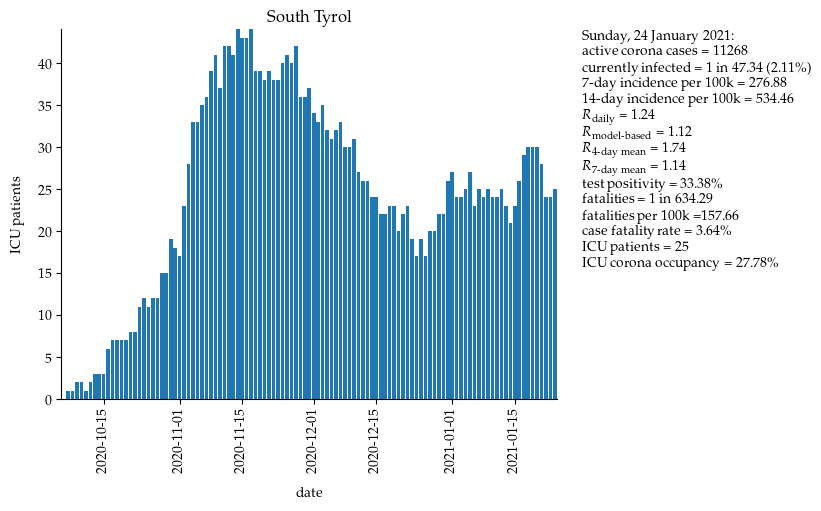 South Tyrol
ICU patients
40
35
30
25
20
15
10
5
0
2020-10-15
2020-11-01
2020-11-15
2020-12-01
2020-12-15
2021-01-01
2021-01-15
date
Sunday, 24 January 2021:
active corona cases = 11268
currently infected = 1 in 47.34 (2.11%)
7-day incidence per 100k = 276.88
14-day incidence per 100k = 534.46
R daily = 1.24
R model-based = 1.12
R 4-day mean = 1.74
R 7-day mean = 1.14
test positivity = 33.38%
fatalities = 1 in 634.29
fatalities per 100k =157.66
case fatality rate = 3.64%
ICU patients = 25
ICU corona occupancy = 27.78%